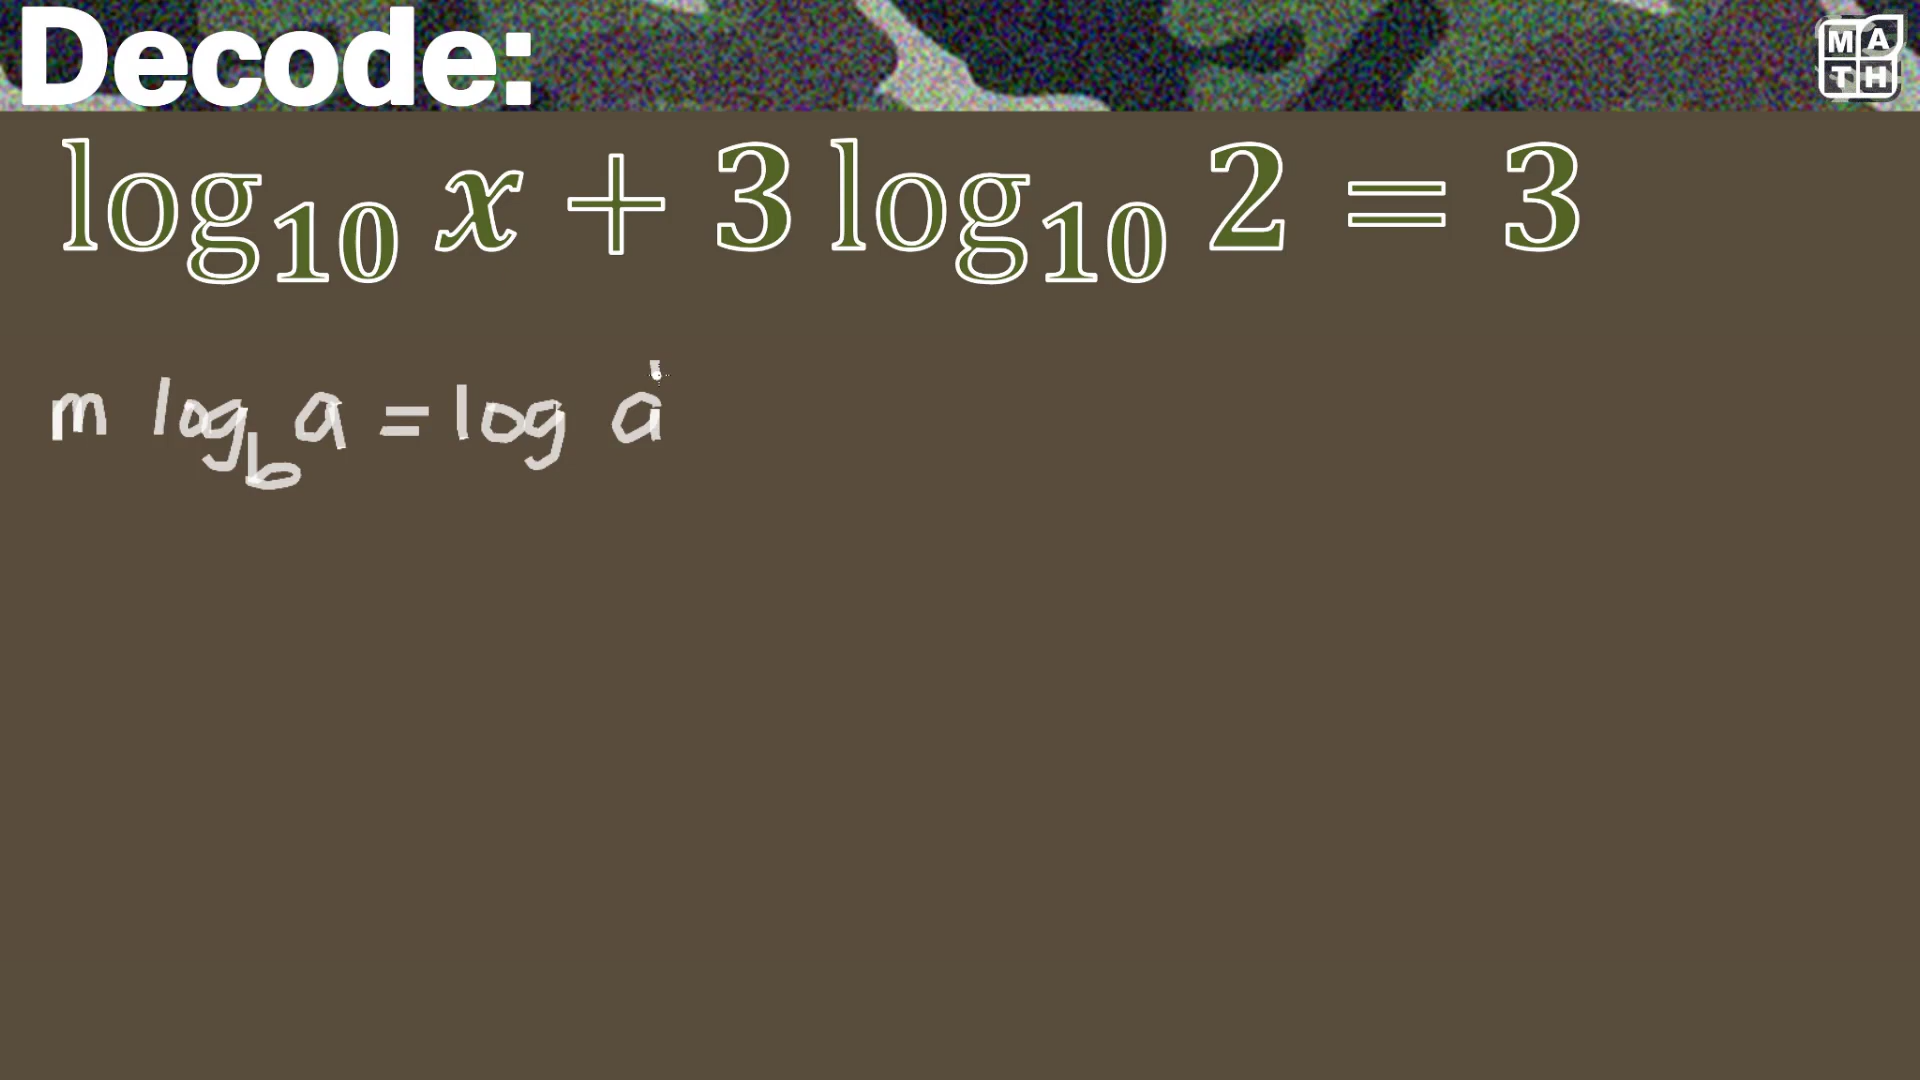 Decode:
MATH
log₁₀ x + 3 log₁₀ 2 = 3
m log_b a = log a